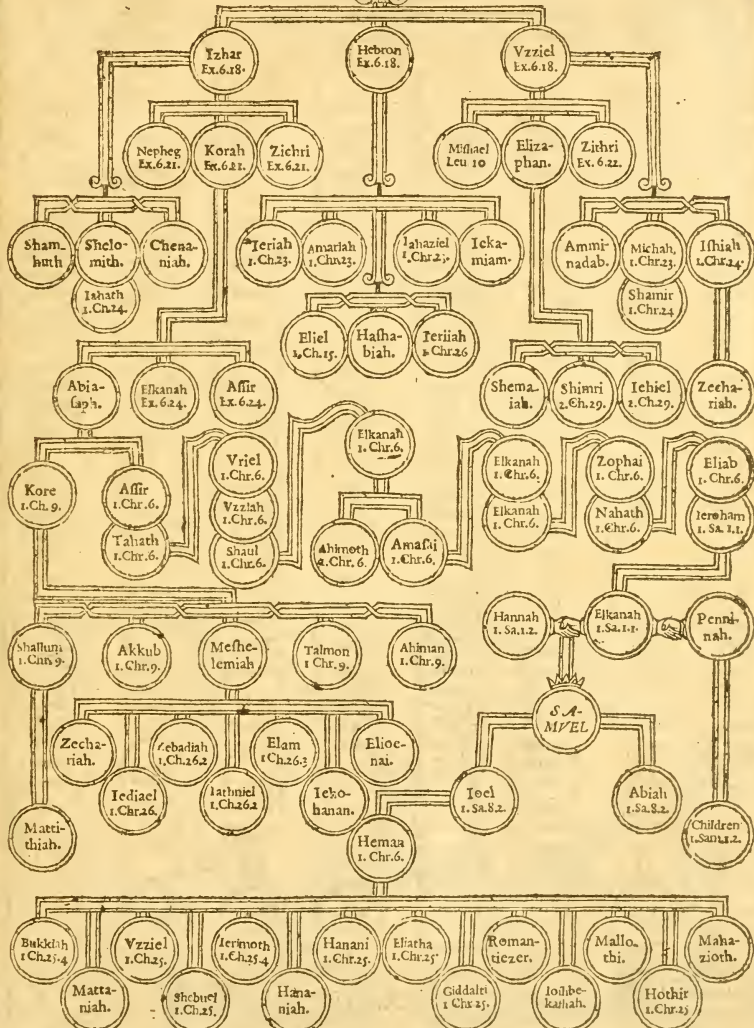 Izhar
Ex.6.18.
Hebron
Ex.6.18.
Vzziel
Ex.6.18.
Nepheg
Ex.6.21.
Korah
Ex.6.21.
Zichri
Ex.6.21.
Mishael
Leu 10
Elizaphan.
Zithri
Ex.6.22.
Sham-
huth
Shelo-
mith.
Chena-
niah.
Iahath
1.Ch.24.
Ieriah
1.Ch.23.
Amariah
1.Ch.23.
Iahaziel
1.Chr.23.
Ieka-
miam.
Ammi-
nadab.
Michah.
1.Chr.23.
Ishiah
1.Chr.24.
Shamir
1.Chr.24
Eliel
1.Ch.15.
Hasha-
biah.
Ieriiah
1.Chr.26
Abia-
saph.
Elkanah
Ex.6.24.
Assir
Ex.6.24.
Shema-
iah.
Shimri
2.Ch.29.
Iehiel
2.Ch.29.
Zecha-
riah.
Kore
1.Ch.9.
Assir
1.Chr.6.
Tahath
1.Chr.6
Vriel
1.Chr.6.
Vzziah
1.Chr.6.
Shaul
1.Chr.6.
Elkanah
1.Chr.6.
Ahimoth
1.Chr.6.
Amasai
1.Chr.6.
Elkanah
1.Chr.6.
Elkanah
1.Chr.6.
Zophai
1.Chr.6.
Nahath
1.Chr.6.
Eliab
1.Chr.6.
Ieroham
1.Sa.1.1.
Shallum
1.Chr.9.
Akkub
1.Chr.9.
Meshe-
lemiah
Talmon
1 Chr.9.
Ahiman
1.Chr.9.
Hannah
1.Sa.1.2.
Elkanah
1.Sa.1.1.
Penni-
nah.
SA-
MVEL
Zecha-
riah.
Zebadiah
1.Ch.26.2
Elam
1 Ch.26.3
Elioe-
nai.
Iediael
1.Chr.26.
Iathniel
1.Ch.26.2
Ieho-
hanan.
Ioel
1.Sa.8.2.
Abiah
1.Sa.8.2.
Matti-
thiah.
Heman
1.Chr.6.
Children
1.Sam.1.2.
Bukkiah
1 Ch.25.4
Vzziel
1.Ch.25.
Ierimoth
1.Ch.25.4
Hanani
1.Chr.25.
Eliatha
1.Chr.25.
Roman-
tiezer.
Mallo-
thi.
Maha-
zioth.
Matta-
niah.
Shebuel
1.Ch.25.
Hana-
niah.
Giddalti
1 Chr 25.
Ioshbe-
kashah.
Hothir
1.Chr.25